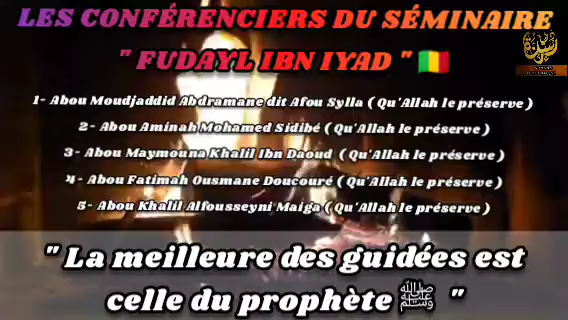 LES CONFÉRENCIERS DU SÉMINAIRE
" FUDAYL IBN IYAD " 🇲🇱
1- Abou Moudjaddid Abdramane dit Afou Sylla ( Qu'Allah le préserve )
2- Abou Aminah Mohamed Sidibé ( Qu'Allah le préserve )
3- Abou Maymouna Khalil Ibn Daoud ( Qu'Allah le préserve )
4- Abou Fatimah Ousmane Doucouré ( Qu'Allah le préserve )
5- Abou Khalil Alfousseyni Maiga ( Qu'Allah le préserve )
" La meilleure des guidées est
celle du prophète ﷺ "